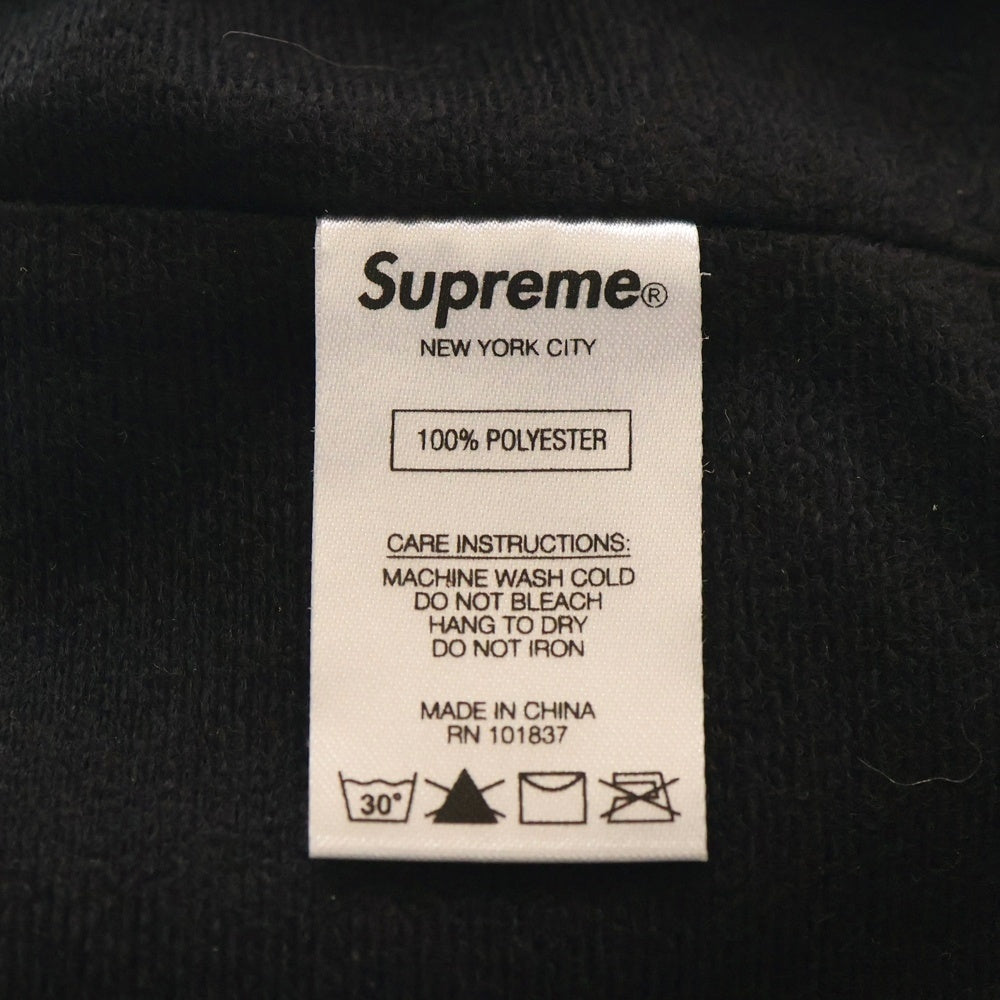 Supreme®
NEW YORK CITY
100% POLYESTER
CARE INSTRUCTIONS:
MACHINE WASH COLD
DO NOT BLEACH
HANG TO DRY
DO NOT IRON
MADE IN CHINA
RN 101837
30°